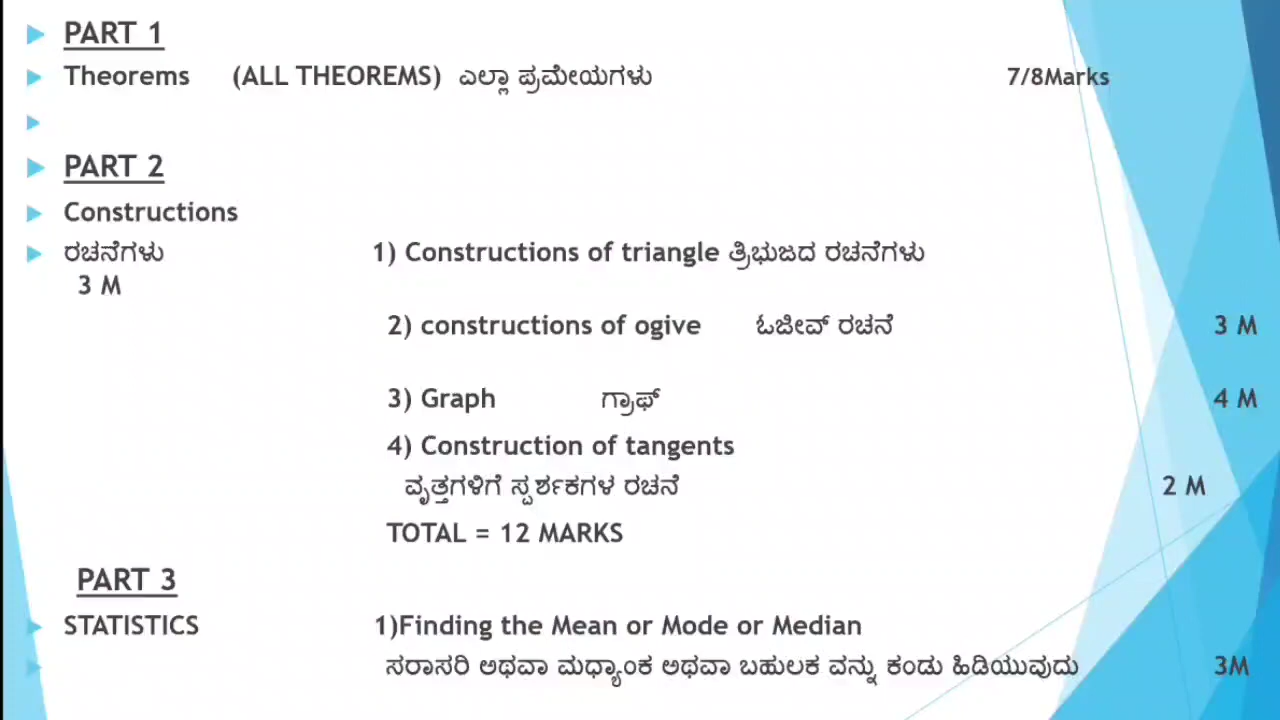 PART 1
Theorems (ALL THEOREMS) ಎಲ್ಲಾ ಪ್ರಮೇಯಗಳು 7/8Marks
PART 2
Constructions
ರಚನೆಗಳು 1) Constructions of triangle ತ್ರಿಭುಜದ ರಚನೆಗಳು
3 M
2) constructions of ogive ಓಜೀವ್ ರಚನೆ 3 M
3) Graph ಗ್ರಾಫ್ 4 M
4) Construction of tangents
ವೃತ್ತಗಳಿಗೆ ಸ್ಪರ್ಶಕಗಳ ರಚನೆ 2 M
TOTAL = 12 MARKS
PART 3
STATISTICS 1)Finding the Mean or Mode or Median
ಸರಾಸರಿ ಅಥವಾ ಮಧ್ಯಾಂಕ ಅಥವಾ ಬಹುಲಕ ವನ್ನು ಕಂಡು ಹಿಡಿಯುವುದು 3M